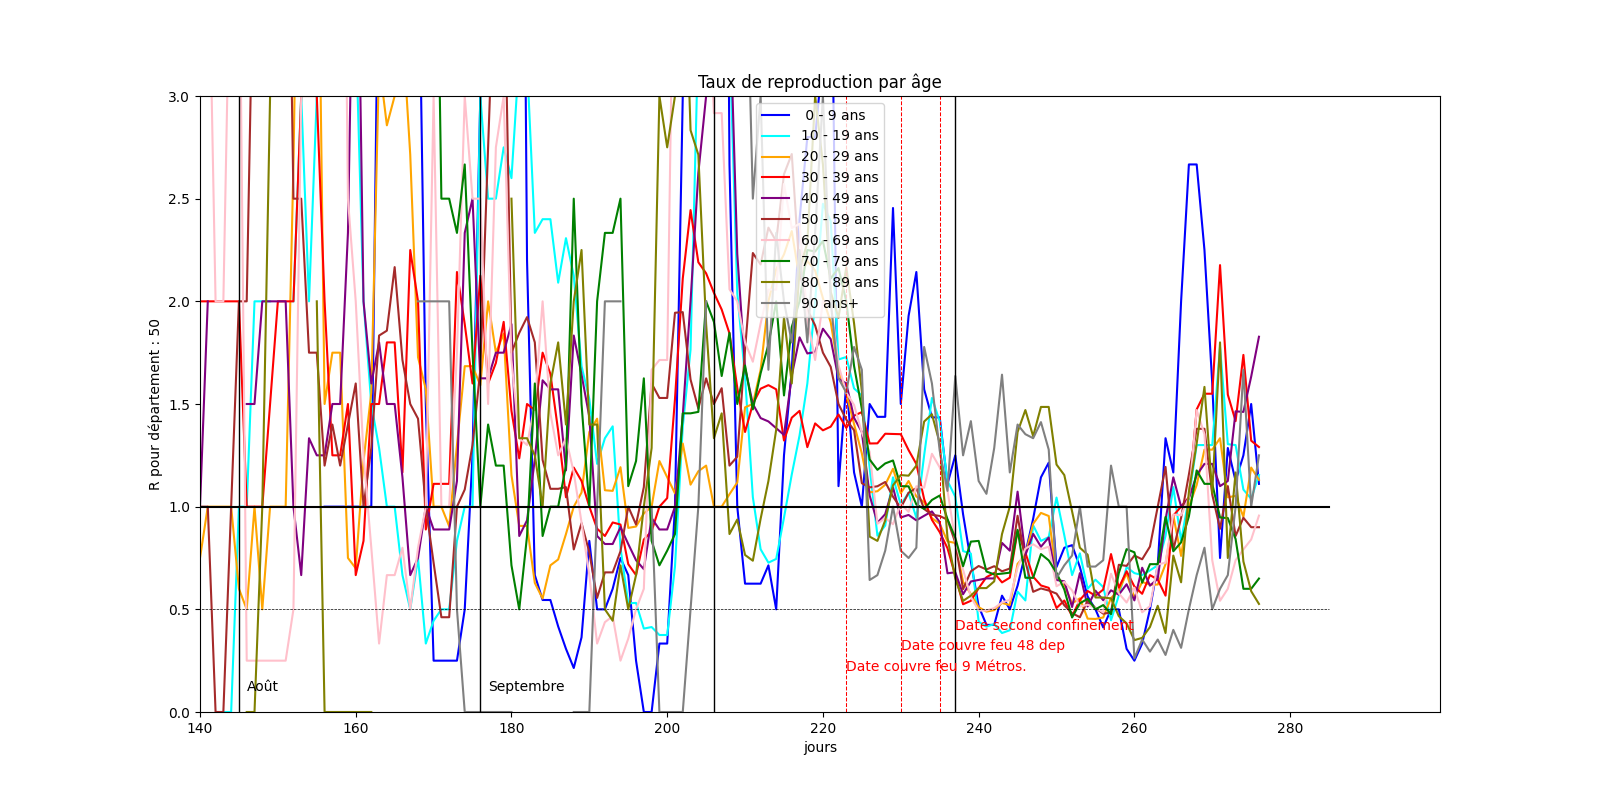 Taux de reproduction par âge
3.0
2.5
2.0
1.5
1.0
0.5
0.0
R pour département : 50
0 - 9 ans
10 - 19 ans
20 - 29 ans
30 - 39 ans
40 - 49 ans
50 - 59 ans
60 - 69 ans
70 - 79 ans
80 - 89 ans
90 ans+
Date second confinement
Date couvre feu 48 dep
Date couvre feu 9 Métros.
Août
Septembre
140
160
180
200
220
240
260
280
jours